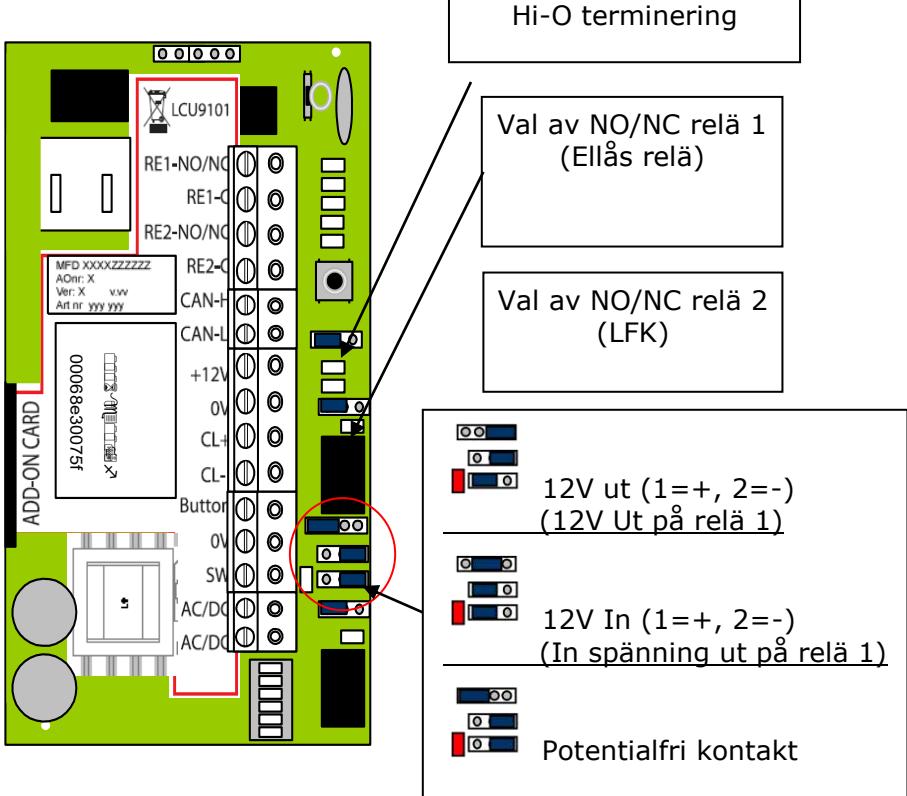 Hi-O terminering
Val av NO/NC relä 1
(Ellås relä)
Val av NO/NC relä 2
(LFK)
LCU9101
RE1-NO/NC
RE1-C
RE2-NO/NC
RE2-C
CAN-H
CAN-L
+12V
0V
CL+
CL-
Button
0V
SW
AC/DC
AC/DC
MFD XXXXZZZZZZ
AOnr: X
Ver: X v.vv
Art nr yyy yyy
00068e30075f
ADD-ON CARD
12V ut (1=+, 2=-)
(12V Ut på relä 1)
12V In (1=+, 2=-)
(In spänning ut på relä 1)
Potentialfri kontakt